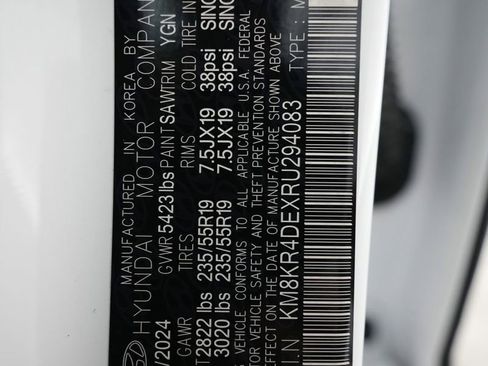 MANUFACTURED IN KOREA BY
HYUNDAI MOTOR COMPAN
/2024 GVWR 5423 lbs PAINT SAW TRIM YGN
GAWR TIRES RIMS COLD TIRE IN
T 2822 lbs 235/55R19 7.5JX19 38psi SING
3020 lbs 235/55R19 7.5JX19 38psi SING
VEHICLE CONFORMS TO ALL APPLICABLE U.S.A. FEDERAL
R VEHICLE SAFETY AND THEFT PREVENTION STANDARDS
ON THE DATE OF MANUFACTURE SHOWN ABOVE
I.N KM8KR4DEXRU294083 TYPE : M